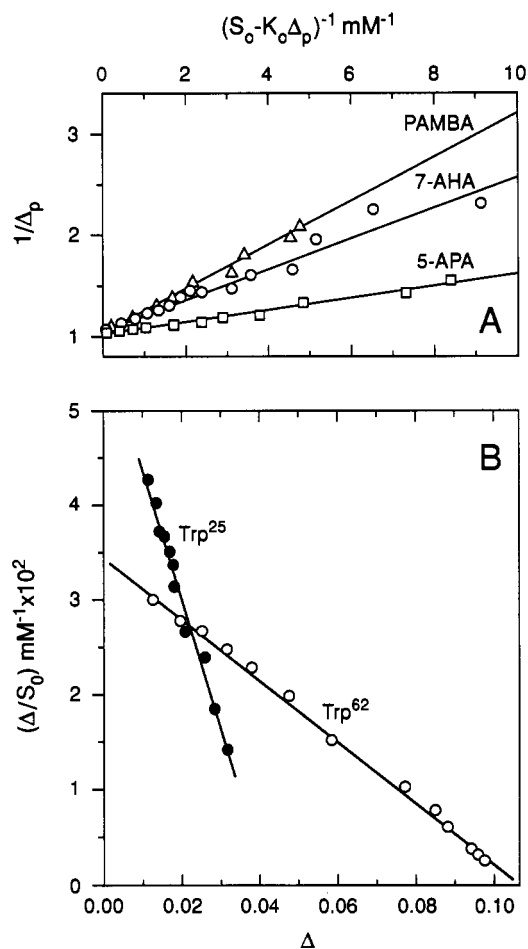 (S₀-K₀Δₚ)⁻¹ mM⁻¹
0 2 4 6 8 10
3
2
1
1/Δₚ
PAMBA
7-AHA
5-APA
A
B
5
4
3
2
1
0
(Δ/S₀) mM⁻¹x10²
Trp²⁵
Trp⁶²
0.00 0.02 0.04 0.06 0.08 0.10
Δ